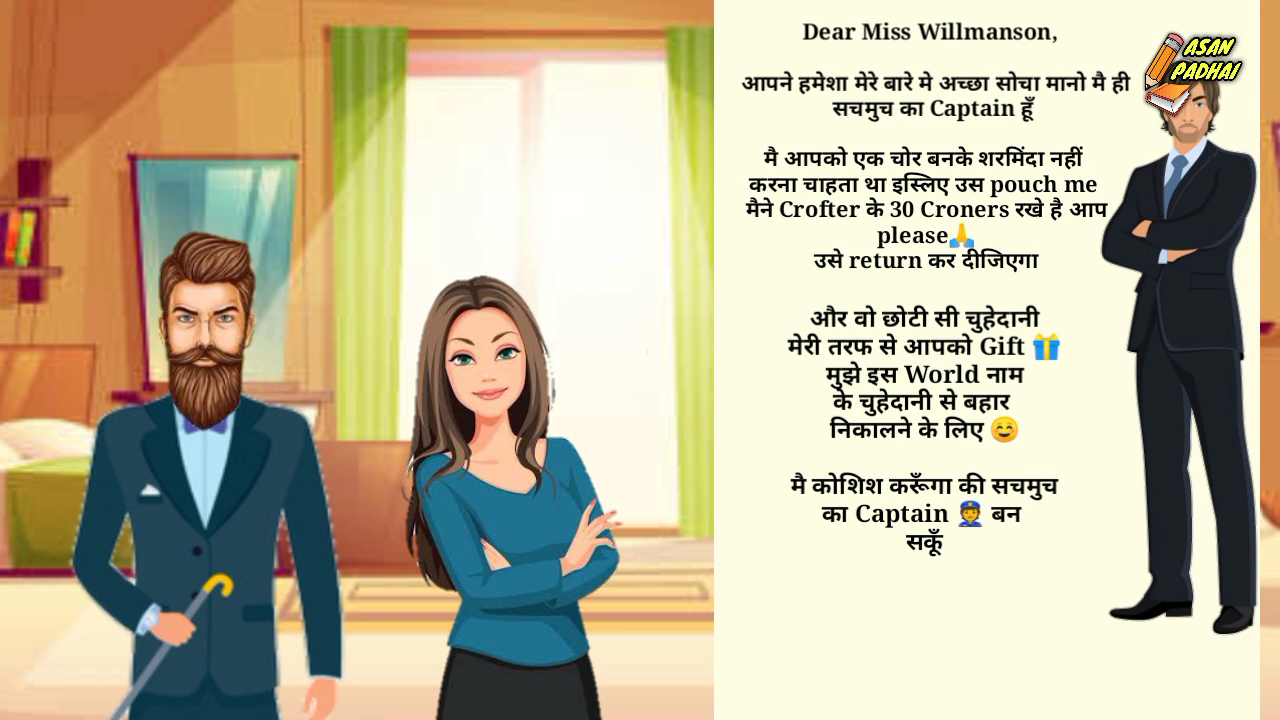 Dear Miss Willmanson,
ASAN
PADHAI
आपने हमेशा मेरे बारे मे अच्छा सोचा मानो मै ही
सचमुच का Captain हूँ
मै आपको एक चोर बनके शरमिंदा नहीं
करना चाहता था इस्लिए उस pouch me
मैने Crofter के 30 Croners रखे है आप
please🙏
उसे return कर दीजिएगा
और वो छोटी सी चुहेदानी
मेरी तरफ से आपको Gift 🎁
मुझे इस World नाम
के चुहेदानी से बहार
निकालने के लिए 😊
मै कोशिश करूँगा की सचमुच
का Captain 👮 बन
सकूँ